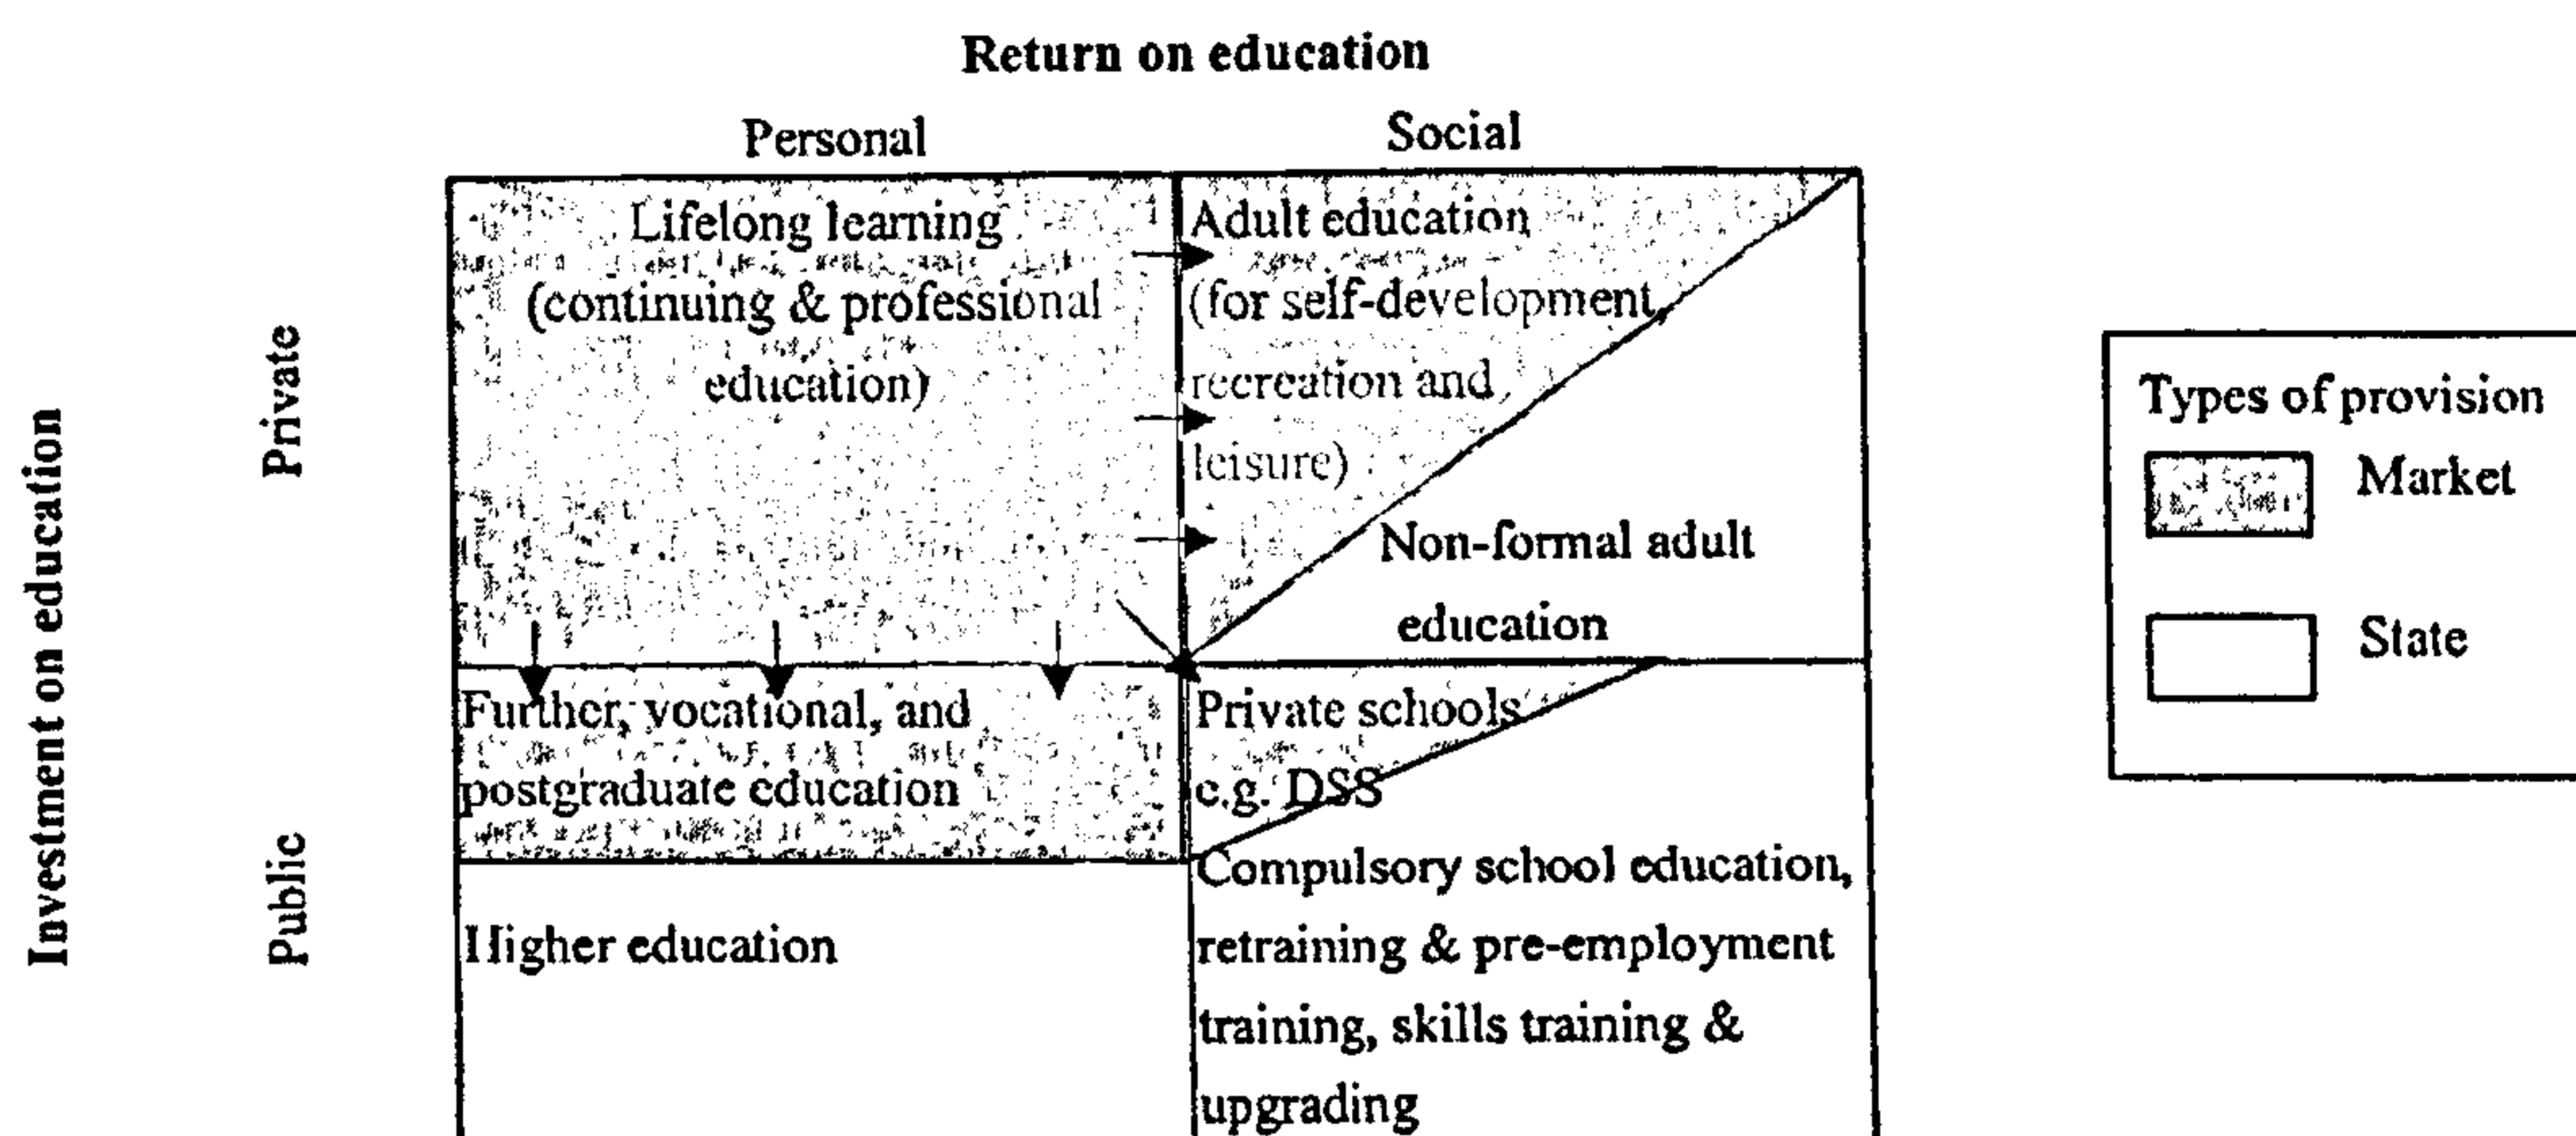 Return on education
Personal
Social
Investment on education
Private
Public
Lifelong learning
(continuing & professional
education)
Adult education
(for self-development,
recreation and
leisure)
Non-formal adult
education
Further, vocational, and
postgraduate education
Private schools
e.g. DSS
Higher education
Compulsory school education,
retraining & pre-employment
training, skills training &
upgrading
Types of provision
Market
State